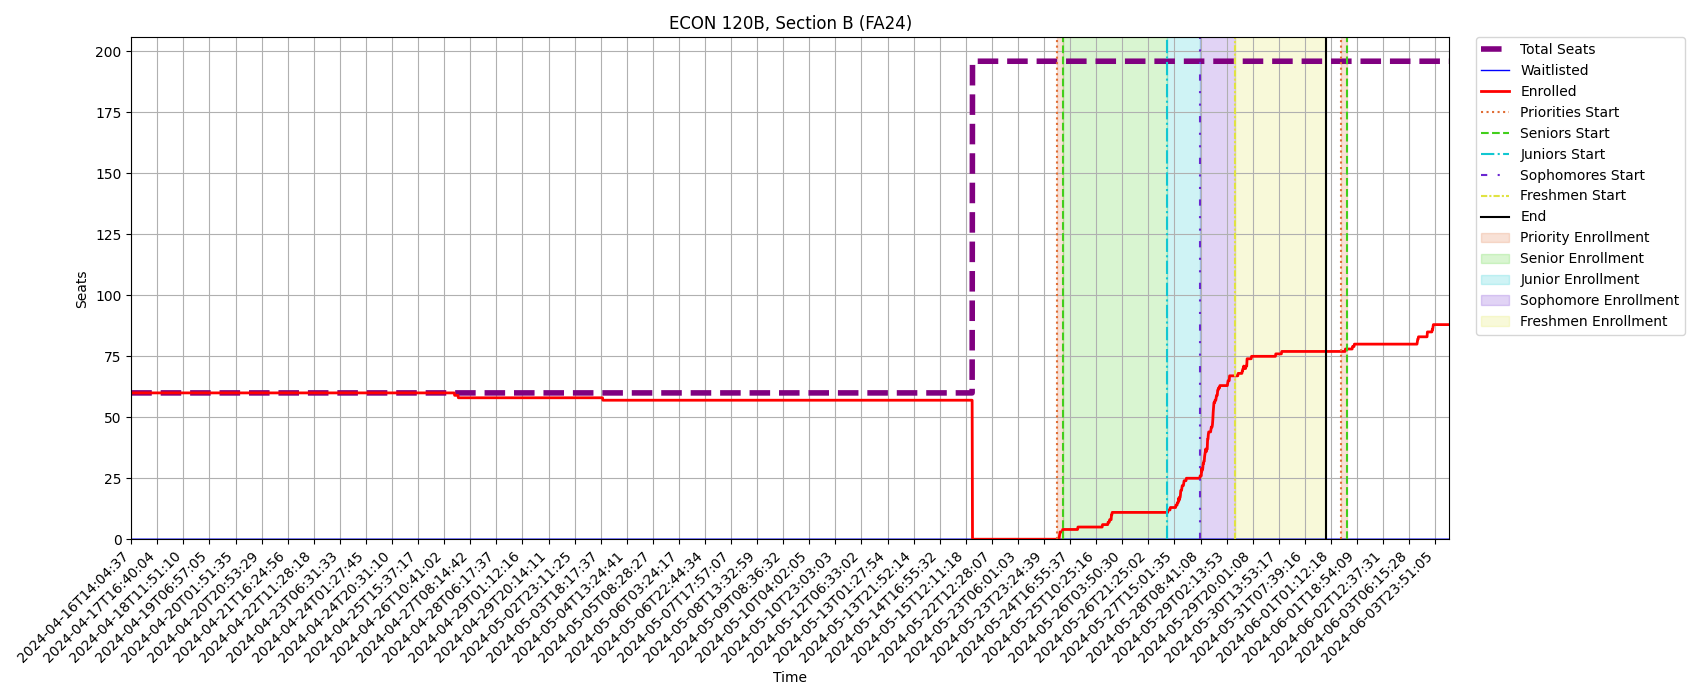 ECON 120B, Section B (FA24)
Seats
200
175
150
125
100
75
50
25
0
2024-04-16T14:04:37
2024-04-17T16:40:04
2024-04-18T11:51:10
2024-04-19T06:57:05
2024-04-20T01:51:35
2024-04-20T20:53:29
2024-04-21T16:24:56
2024-04-22T11:28:18
2024-04-23T06:31:33
2024-04-24T01:27:45
2024-04-24T20:31:10
2024-04-25T15:37:17
2024-04-26T10:41:02
2024-04-27T08:14:42
2024-04-28T06:17:37
2024-04-29T01:12:16
2024-04-29T20:14:11
2024-05-02T23:11:25
2024-05-03T18:17:37
2024-05-04T13:24:41
2024-05-05T08:28:27
2024-05-06T03:24:17
2024-05-06T22:44:34
2024-05-07T17:57:07
2024-05-08T13:32:59
2024-05-09T08:36:32
2024-05-10T04:02:05
2024-05-10T23:03:03
2024-05-12T06:33:02
2024-05-13T01:27:54
2024-05-13T21:52:14
2024-05-14T16:55:32
2024-05-15T12:11:18
2024-05-22T12:28:07
2024-05-23T06:01:03
2024-05-23T23:24:39
2024-05-24T16:55:37
2024-05-25T10:25:16
2024-05-26T03:50:30
2024-05-26T21:25:02
2024-05-27T15:01:35
2024-05-28T08:41:08
2024-05-29T02:13:53
2024-05-29T20:01:08
2024-05-30T13:53:17
2024-05-31T07:39:16
2024-06-01T01:12:18
2024-06-01T18:54:09
2024-06-02T12:37:31
2024-06-03T06:15:28
2024-06-03T23:51:05
Time
Total Seats
Waitlisted
Enrolled
Priorities Start
Seniors Start
Juniors Start
Sophomores Start
Freshmen Start
End
Priority Enrollment
Senior Enrollment
Junior Enrollment
Sophomore Enrollment
Freshmen Enrollment